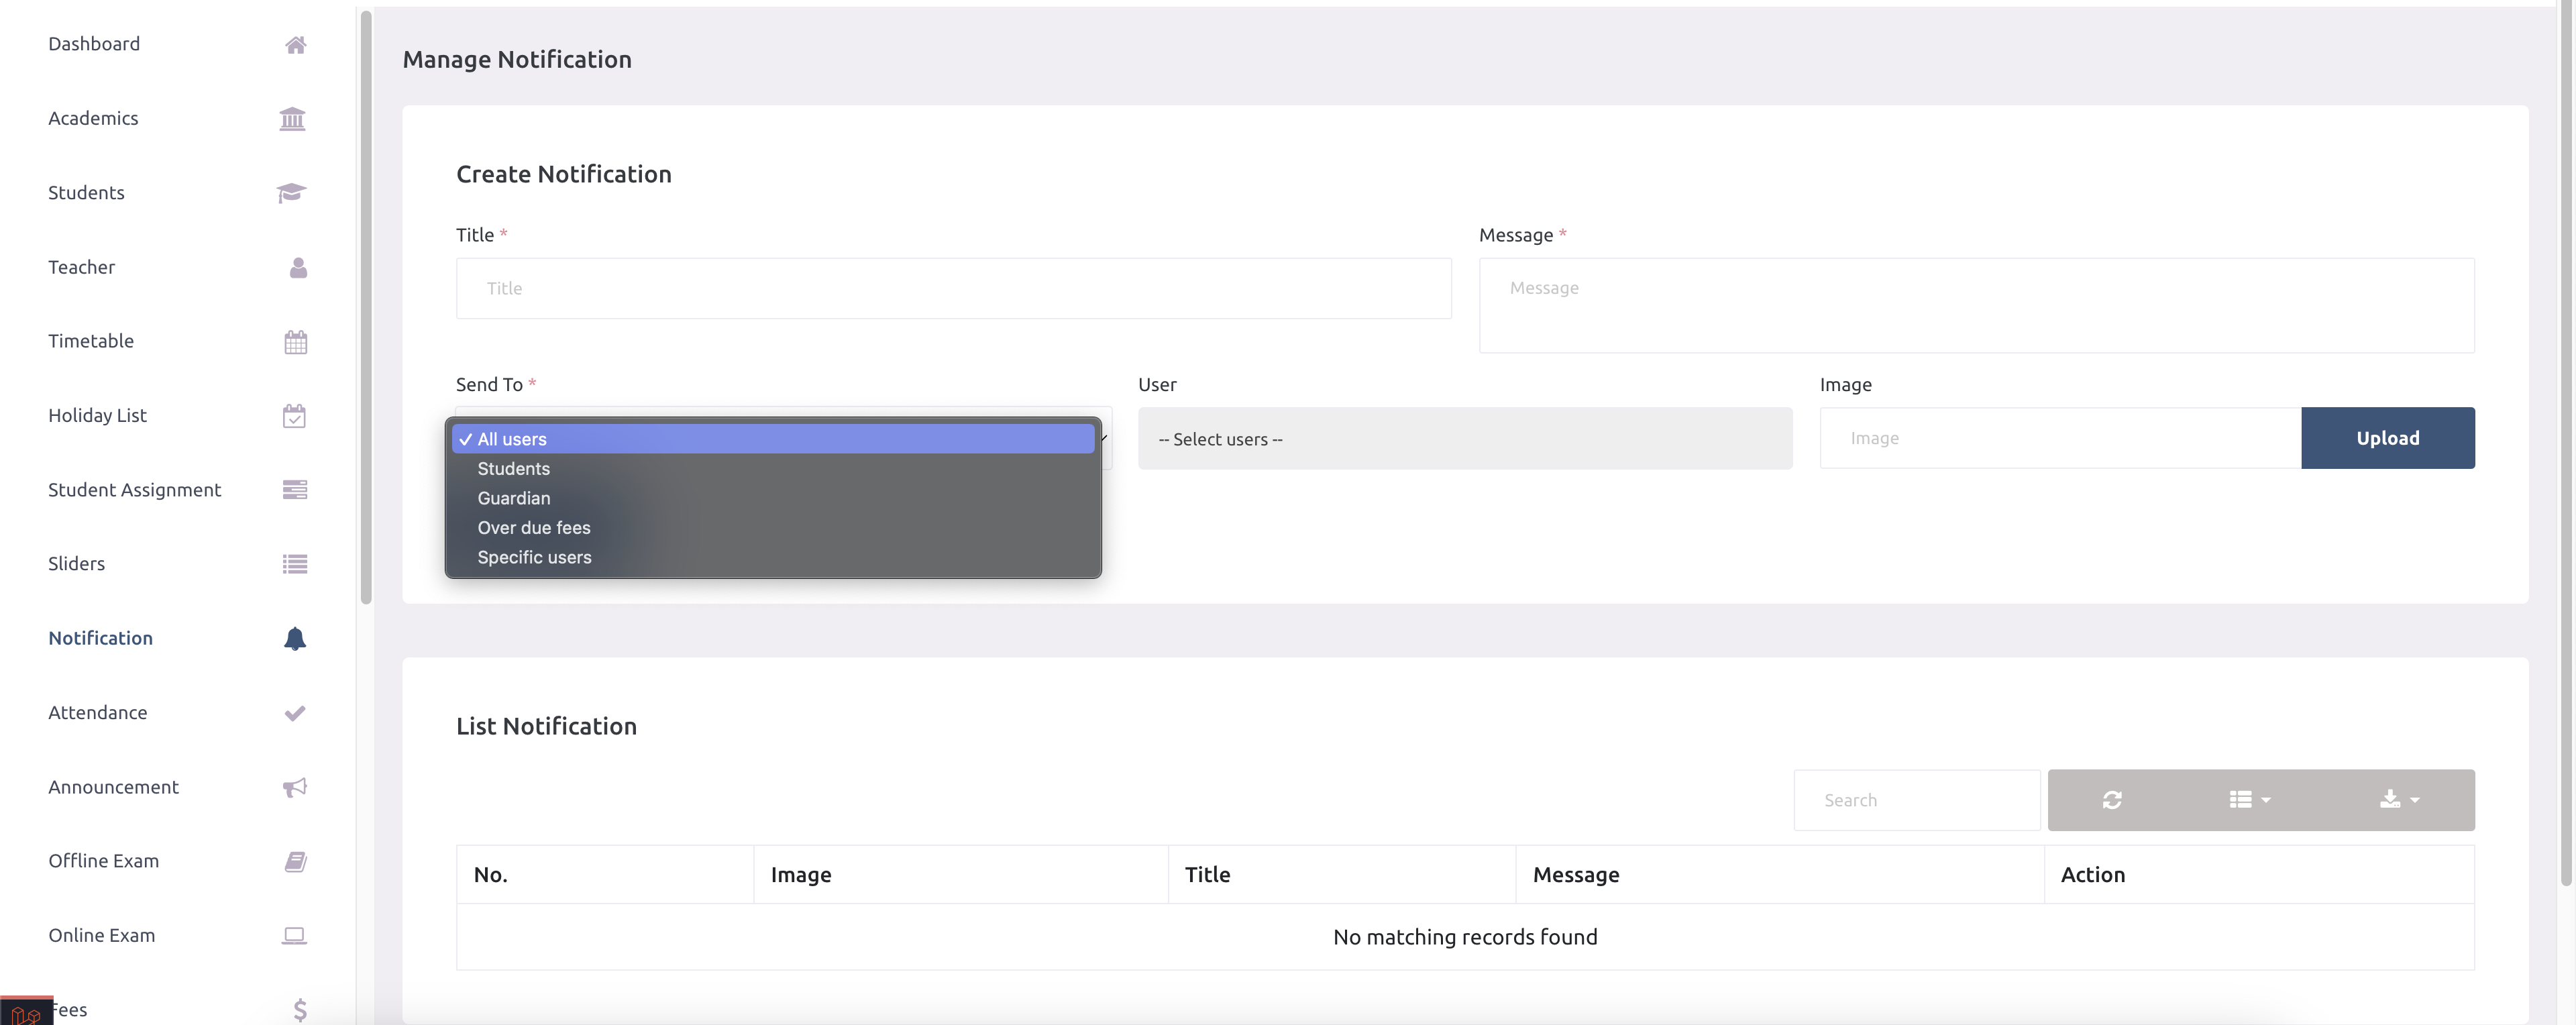 Dashboard
Academics
Students
Teacher
Timetable
Holiday List
Student Assignment
Sliders
Notification
Attendance
Announcement
Offline Exam
Online Exam
Fees
Manage Notification
Create Notification
Title *
Title
Message *
Message
Send To *
All users
Students
Guardian
Over due fees
Specific users
User
-- Select users --
Image
Image
Upload
List Notification
Search
No. Image Title Message Action
No matching records found